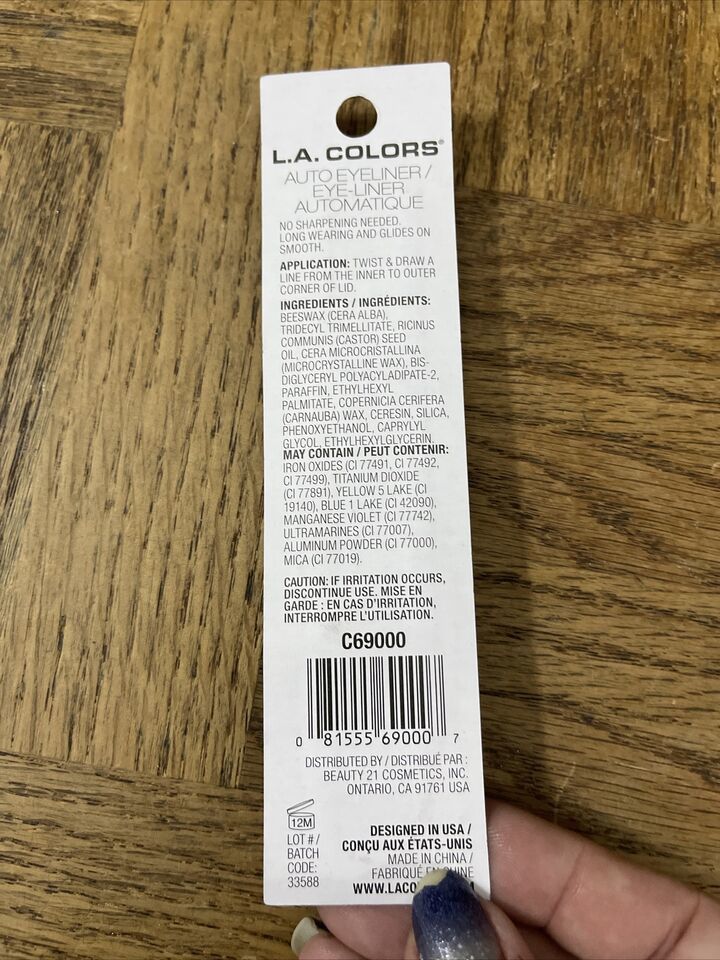 L.A. COLORS®
AUTO EYELINER /
EYE-LINER
AUTOMATIQUE
NO SHARPENING NEEDED.
LONG WEARING AND GLIDES ON
SMOOTH.
APPLICATION: TWIST & DRAW A
LINE FROM THE INNER TO OUTER
CORNER OF LID.
INGREDIENTS / INGRÉDIENTS:
BEESWAX (CERA ALBA),
TRIDECYL TRIMELLITATE, RICINUS
COMMUNIS (CASTOR) SEED
OIL, CERA MICROCRISTALLINA
(MICROCRYSTALLINE WAX), BIS-
DIGLYCERYL POLYACYLADIPATE-2,
PARAFFIN, ETHYLHEXYL
PALMITATE, COPERNICIA CERIFERA
(CARNAUBA) WAX, CERESIN, SILICA,
PHENOXYETHANOL, CAPRYLYL
GLYCOL, ETHYLHEXYLGLYCERIN.
MAY CONTAIN / PEUT CONTENIR:
IRON OXIDES (CI 77491, CI 77492,
CI 77499), TITANIUM DIOXIDE
(CI 77891), YELLOW 5 LAKE (CI
19140), BLUE 1 LAKE (CI 42090),
MANGANESE VIOLET (CI 77742),
ULTRAMARINES (CI 77007),
ALUMINUM POWDER (CI 77000),
MICA (CI 77019).
CAUTION: IF IRRITATION OCCURS,
DISCONTINUE USE. MISE EN
GARDE : EN CAS D'IRRITATION,
INTERROMPRE L'UTILISATION.
C69000
0 81555 69000 7
DISTRIBUTED BY / DISTRIBUÉ PAR :
BEAUTY 21 COSMETICS, INC.
ONTARIO, CA 91761 USA
12M
LOT # /
BATCH
CODE:
33588
DESIGNED IN USA /
CONÇU AUX ÉTATS-UNIS
MADE IN CHINA /
FABRIQUÉ